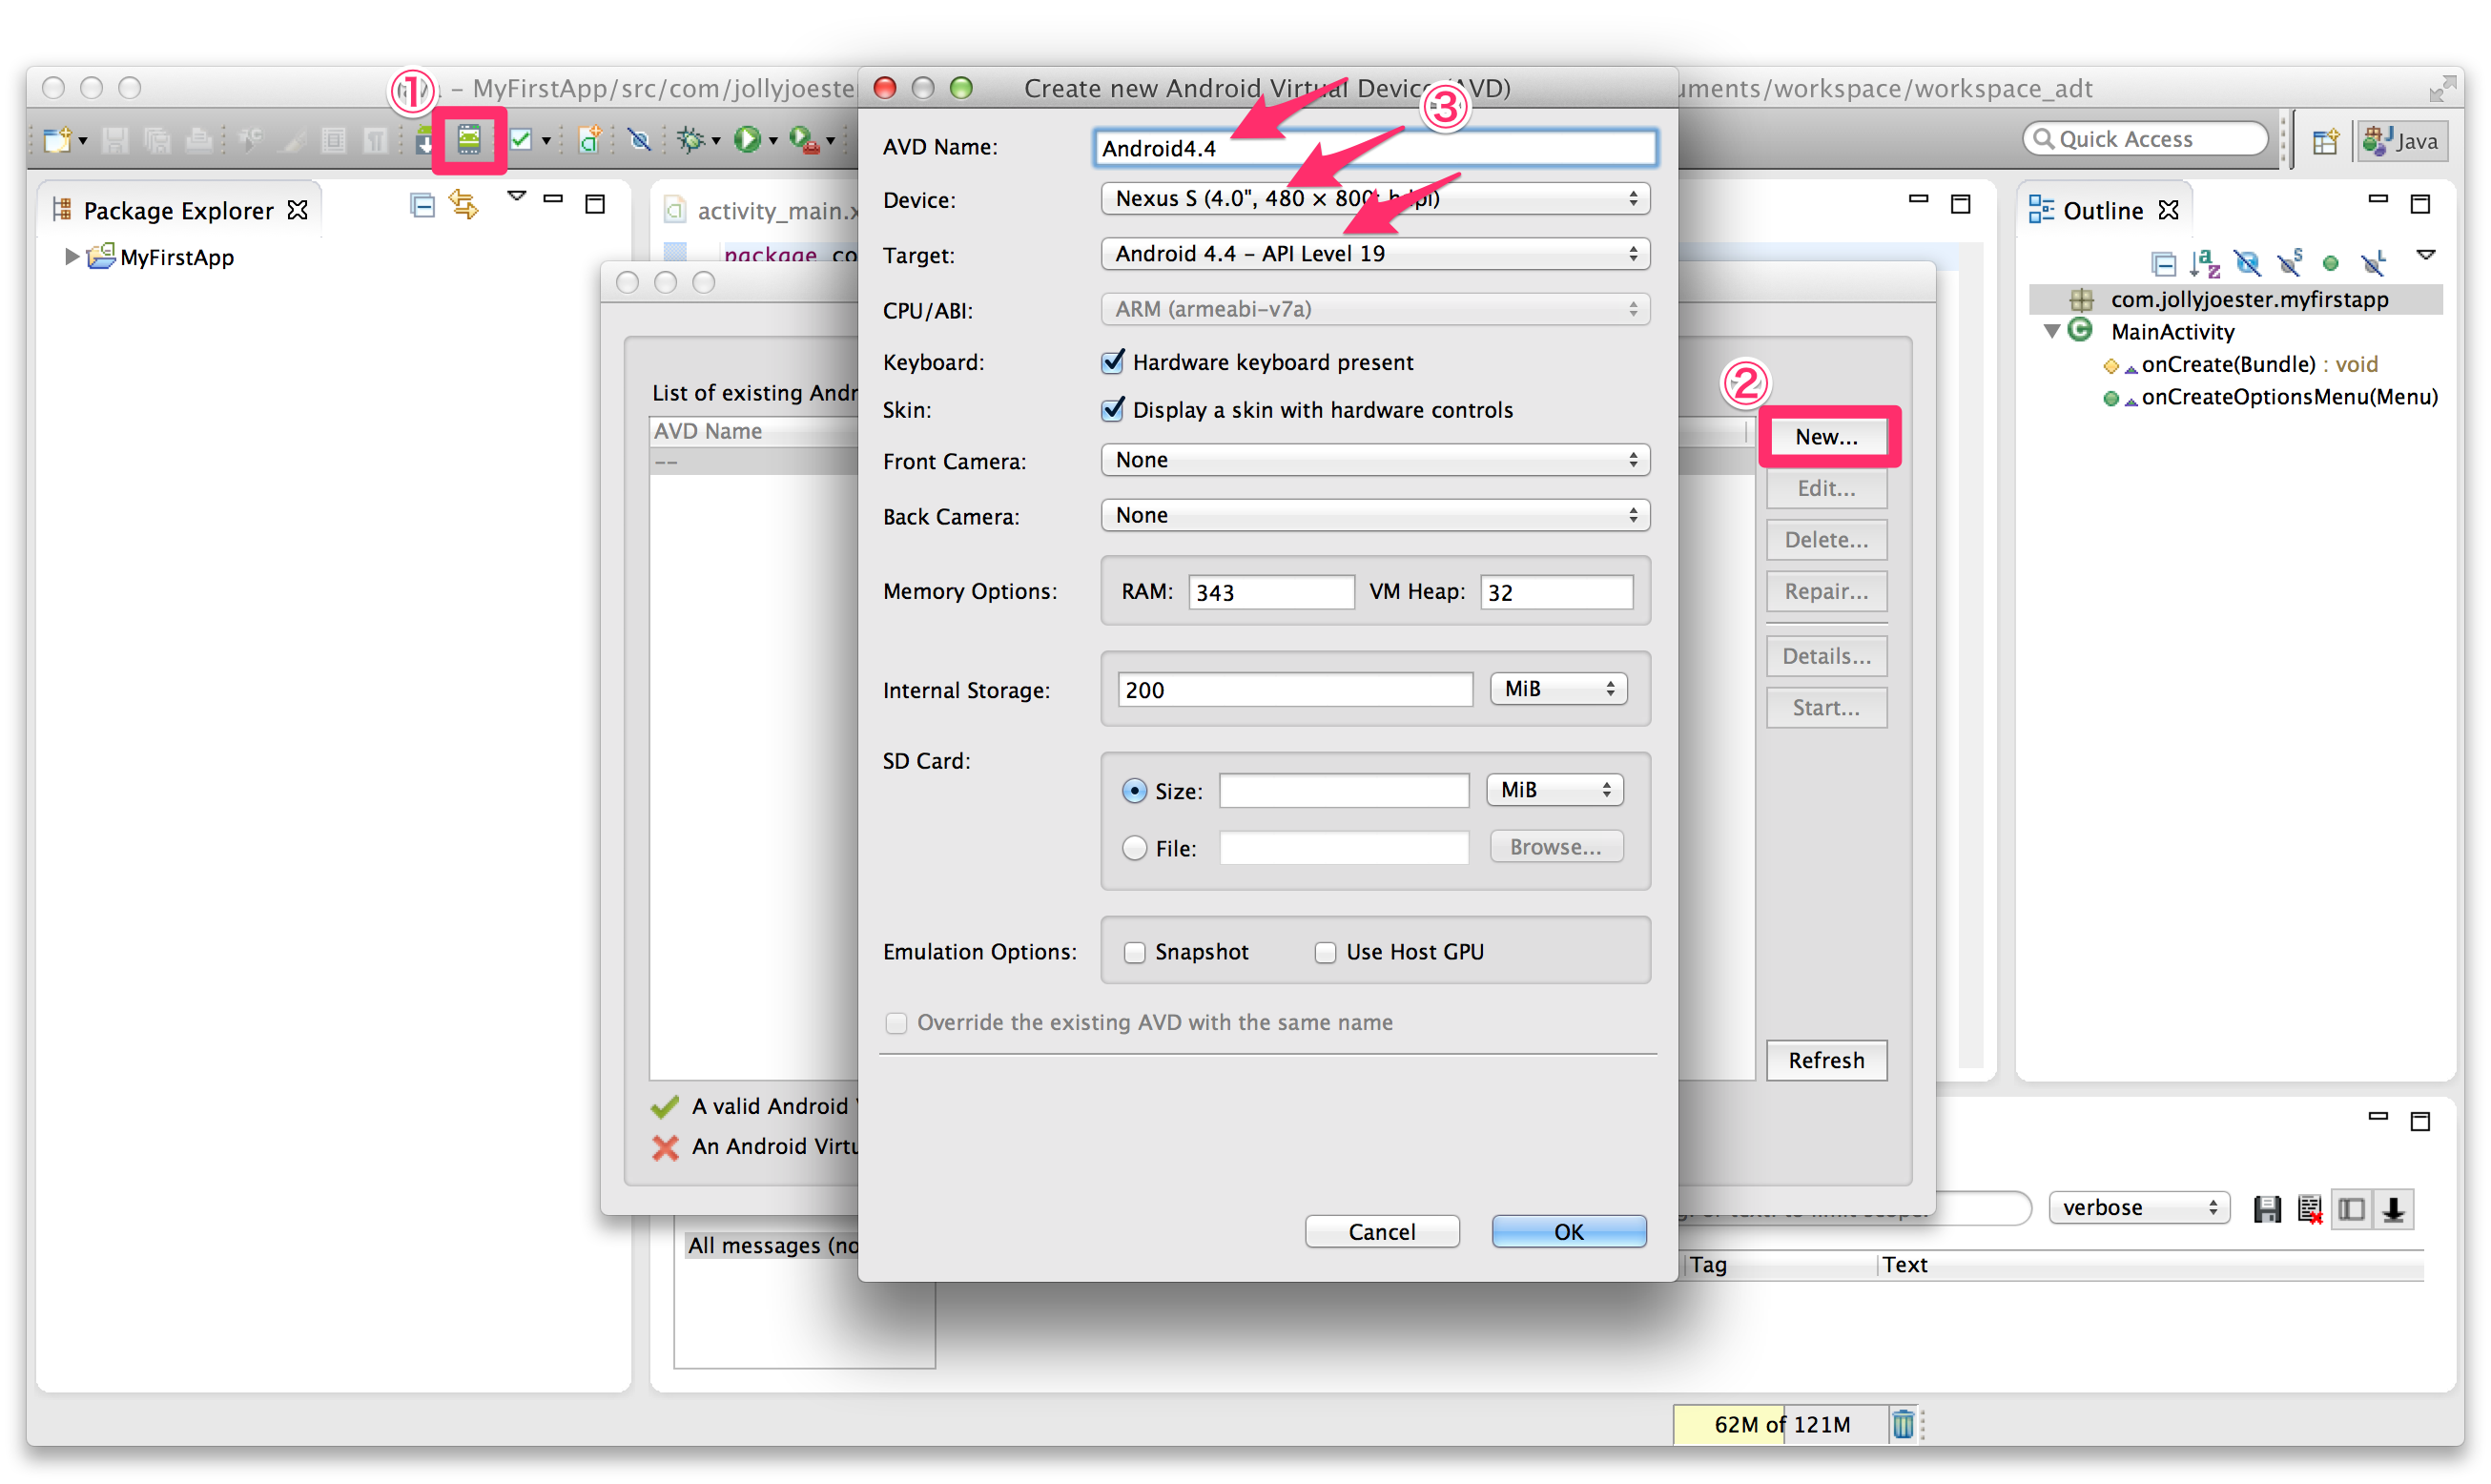 ①
– MyFirstApp/src/com/jollyjoester
uments/workspace/workspace_adt
Quick Access
Java
Package Explorer
MyFirstApp
activity_main.x
package co
Create new Android Virtual Device (AVD)
③
AVD Name:
Android4.4
Device:
Nexus S (4.0", 480 × 800: hdpi)
Target:
Android 4.4 – API Level 19
CPU/ABI:
ARM (armeabi-v7a)
Keyboard:
Hardware keyboard present
Skin:
Display a skin with hardware controls
Front Camera:
None
Back Camera:
None
Memory Options:
RAM: 343 VM Heap: 32
Internal Storage:
200 MiB
SD Card:
Size: MiB
File: Browse...
Emulation Options:
Snapshot Use Host GPU
Override the existing AVD with the same name
Cancel OK
List of existing Andr
AVD Name
--
②
New...
Edit...
Delete...
Repair...
Details...
Start...
Refresh
A valid Android
An Android Virtu
Outline
com.jollyjoester.myfirstapp
MainActivity
onCreate(Bundle) : void
onCreateOptionsMenu(Menu)
verbose
All messages (no
Tag Text
62M of 121M